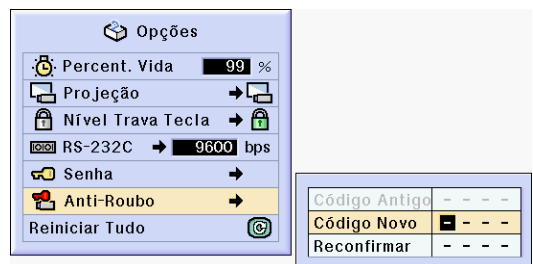 Opções
Percent. Vida 99 %
Projeção
Nível Trava Tecla
RS-232C 9600 bps
Senha
Anti-Roubo
Reiniciar Tudo
Código Antigo - - - -
Código Novo - - - -
Reconfirmar - - - -